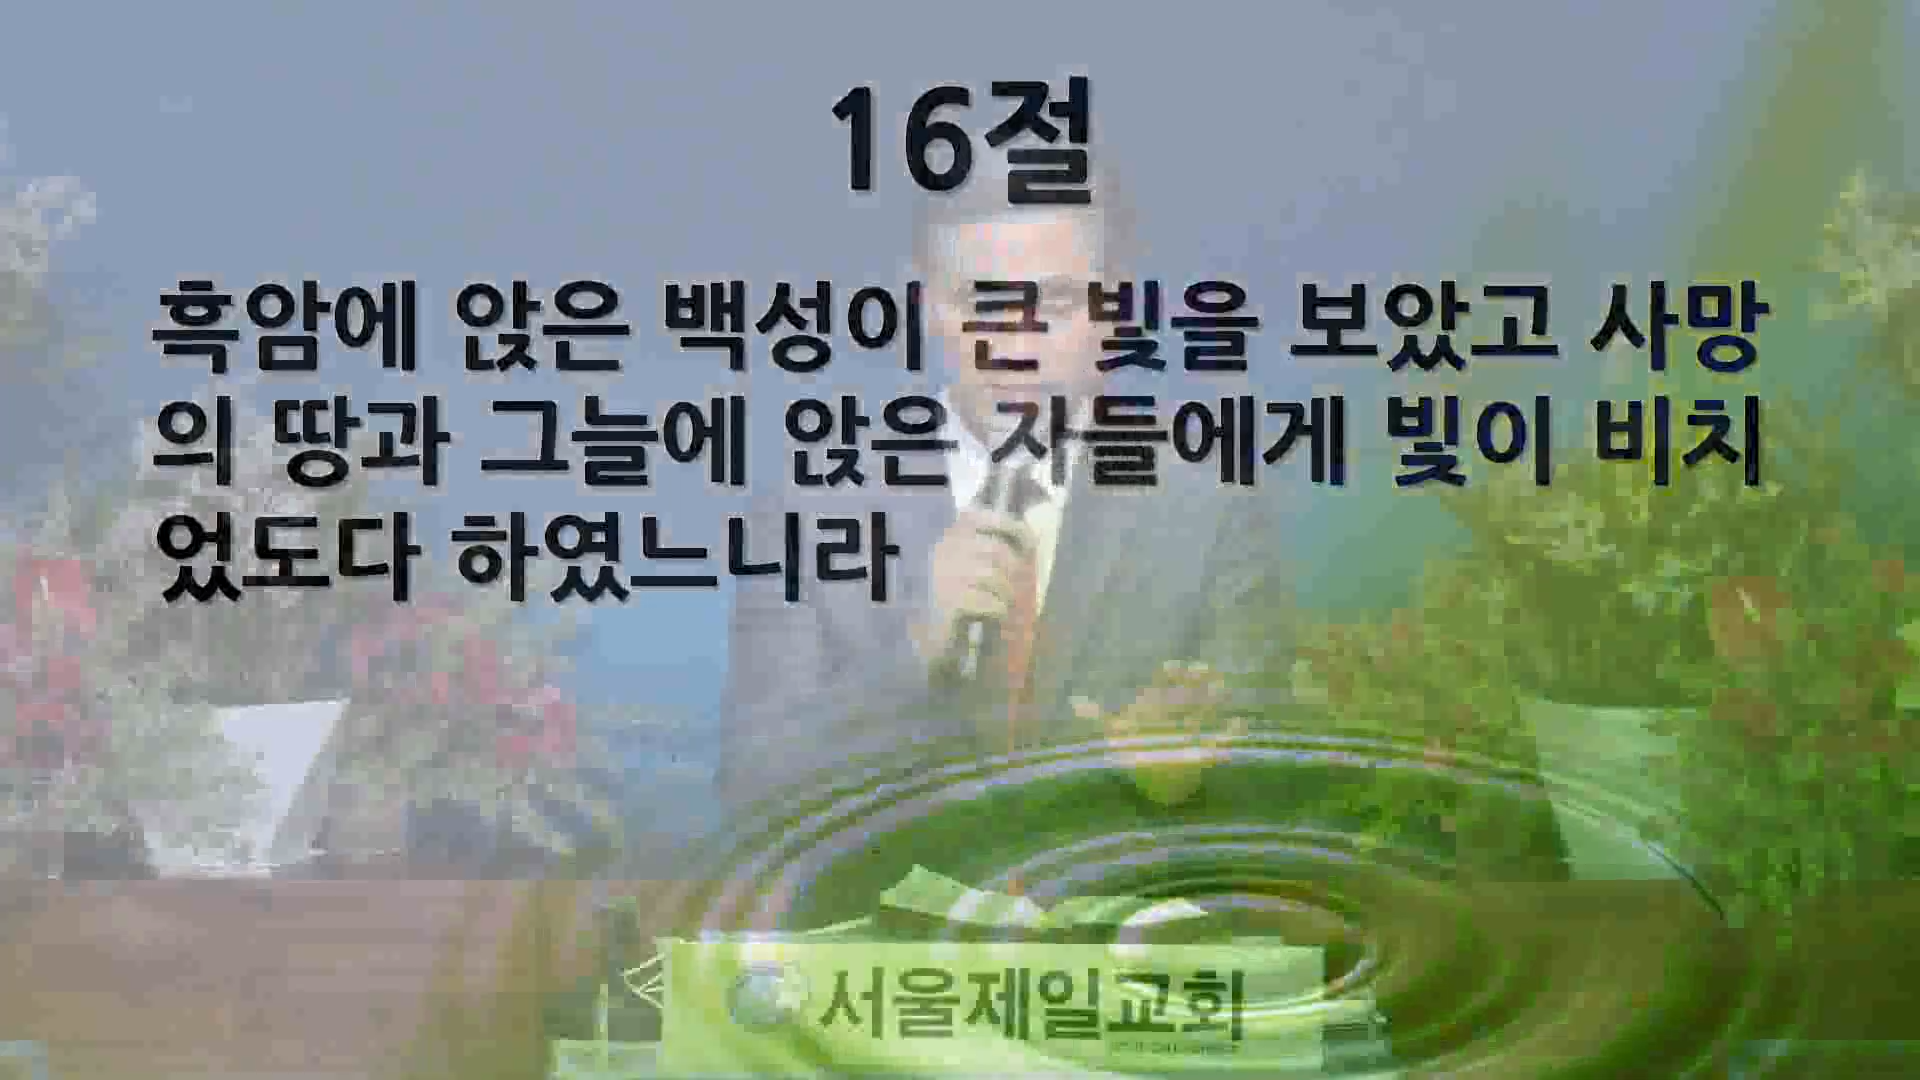 16절
흑암에 앉은 백성이 큰 빛을 보았고 사망
의 땅과 그늘에 앉은 자들에게 빛이 비치
었도다 하였느니라
서울제일교회